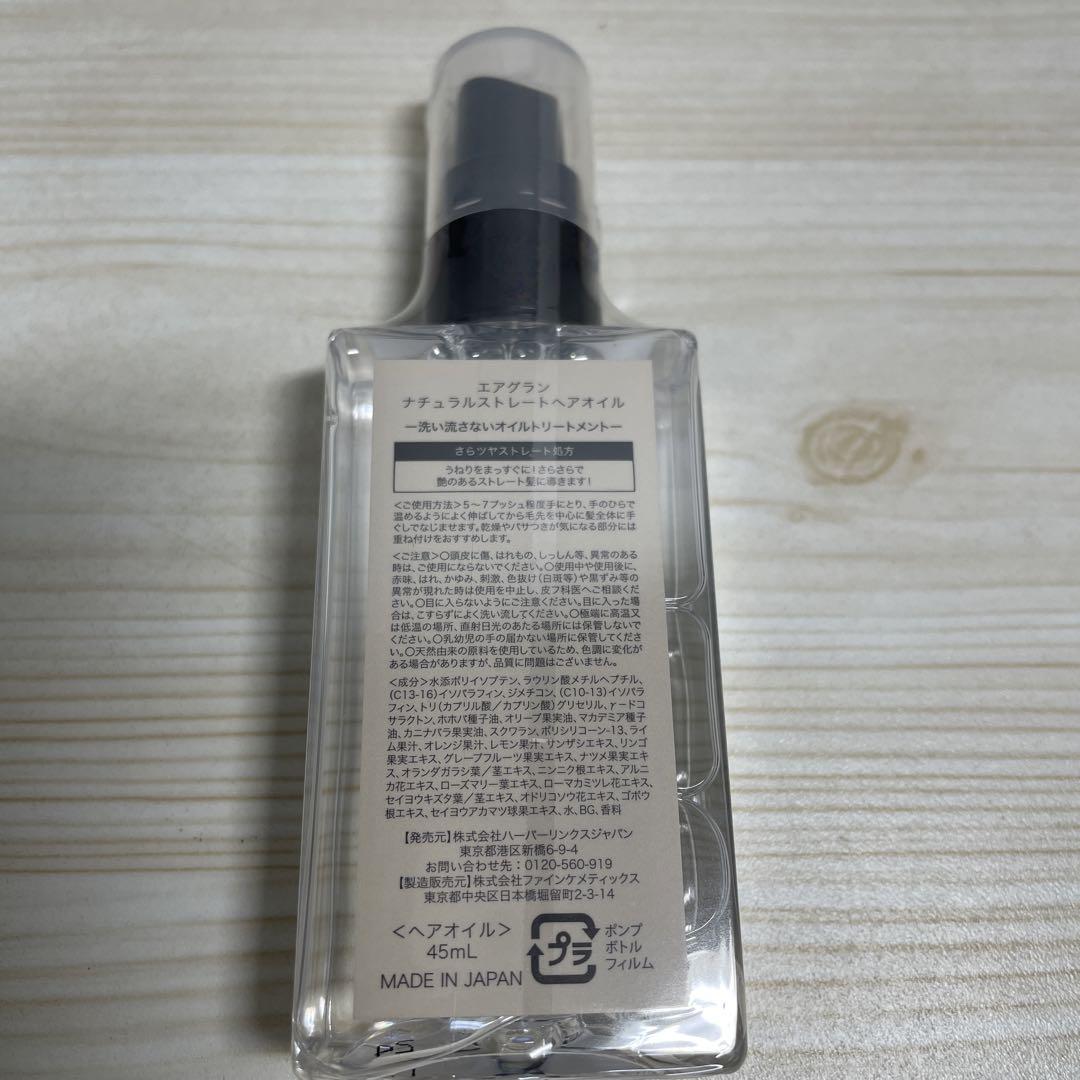 エアグラン
ナチュラルストレートヘアオイル
ー洗い流さないオイルトリートメントー
さらツヤストレート処方
うねりをまっすぐに!さらさらで
艶のあるストレート髪に導きます!
＜ご使用方法＞5〜7プッシュ程度手にとり、手のひらで
温めるようによく伸ばしてから毛先を中心に髪全体に手
ぐしでなじませます。乾燥やパサつきが気になる部分には
重ね付けをおすすめします。
＜ご注意＞〇頭皮に傷、はれもの、しっしん等、異常のある
時は、ご使用にならないでください。〇使用中や使用後に、
赤味、はれ、かゆみ、刺激、色抜け(白斑等)や黒ずみ等の
異常が現れた時は使用を中止し、皮フ科医へご相談くだ
さい。〇目に入らないようにご注意ください。目に入った場
合は、こすらずによく洗い流してください。〇極端に高温又
は低温の場所、直射日光のあたる場所には保管しないで
ください。〇乳幼児の手の届かない場所に保管してくださ
い。〇天然由来の原料を使用しているため、色調に変化が
ある場合がありますが、品質に問題はございません。
＜成分＞水添ポリイソブテン、ラウリン酸メチルヘプチル、
(C13-16)イソパラフィン、ジメチコン、(C10-13)イソパラ
フィン、トリ(カプリル酸／カプリン酸)グリセリル、γ-ドコ
サラクトン、ホホバ種子油、オリーブ果実油、マカデミア種子
油、カニナバラ果実油、スクワラン、ポリシリコーン-13、ライ
ム果汁、オレンジ果汁、レモン果汁、サンザシエキス、リンゴ
果実エキス、グレープフルーツ果実エキス、ナツメ果実エキ
ス、オランダガラシ葉／茎エキス、ニンニク根エキス、アルニ
カ花エキス、ローズマリー葉エキス、ローマカミツレ花エキス、
セイヨウキズタ葉／茎エキス、オドリコソウ花エキス、ゴボウ
根エキス、セイヨウアカマツ球果エキス、水、BG、香料
【発売元】株式会社ハーバーリンクスジャパン
東京都港区新橋6-9-4
お問い合わせ先：0120-560-919
【製造販売元】株式会社ファインケメティックス
東京都中央区日本橋堀留町2-3-14
＜ヘアオイル＞
45mL
MADE IN JAPAN
プラ
ポンプ
ボトル
フィルム